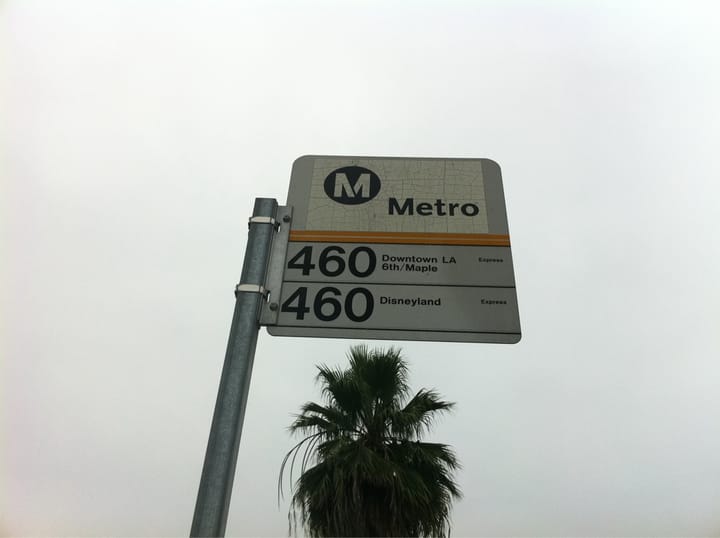 M
Metro
460 Downtown LA Express
6th/Maple
460 Disneyland Express